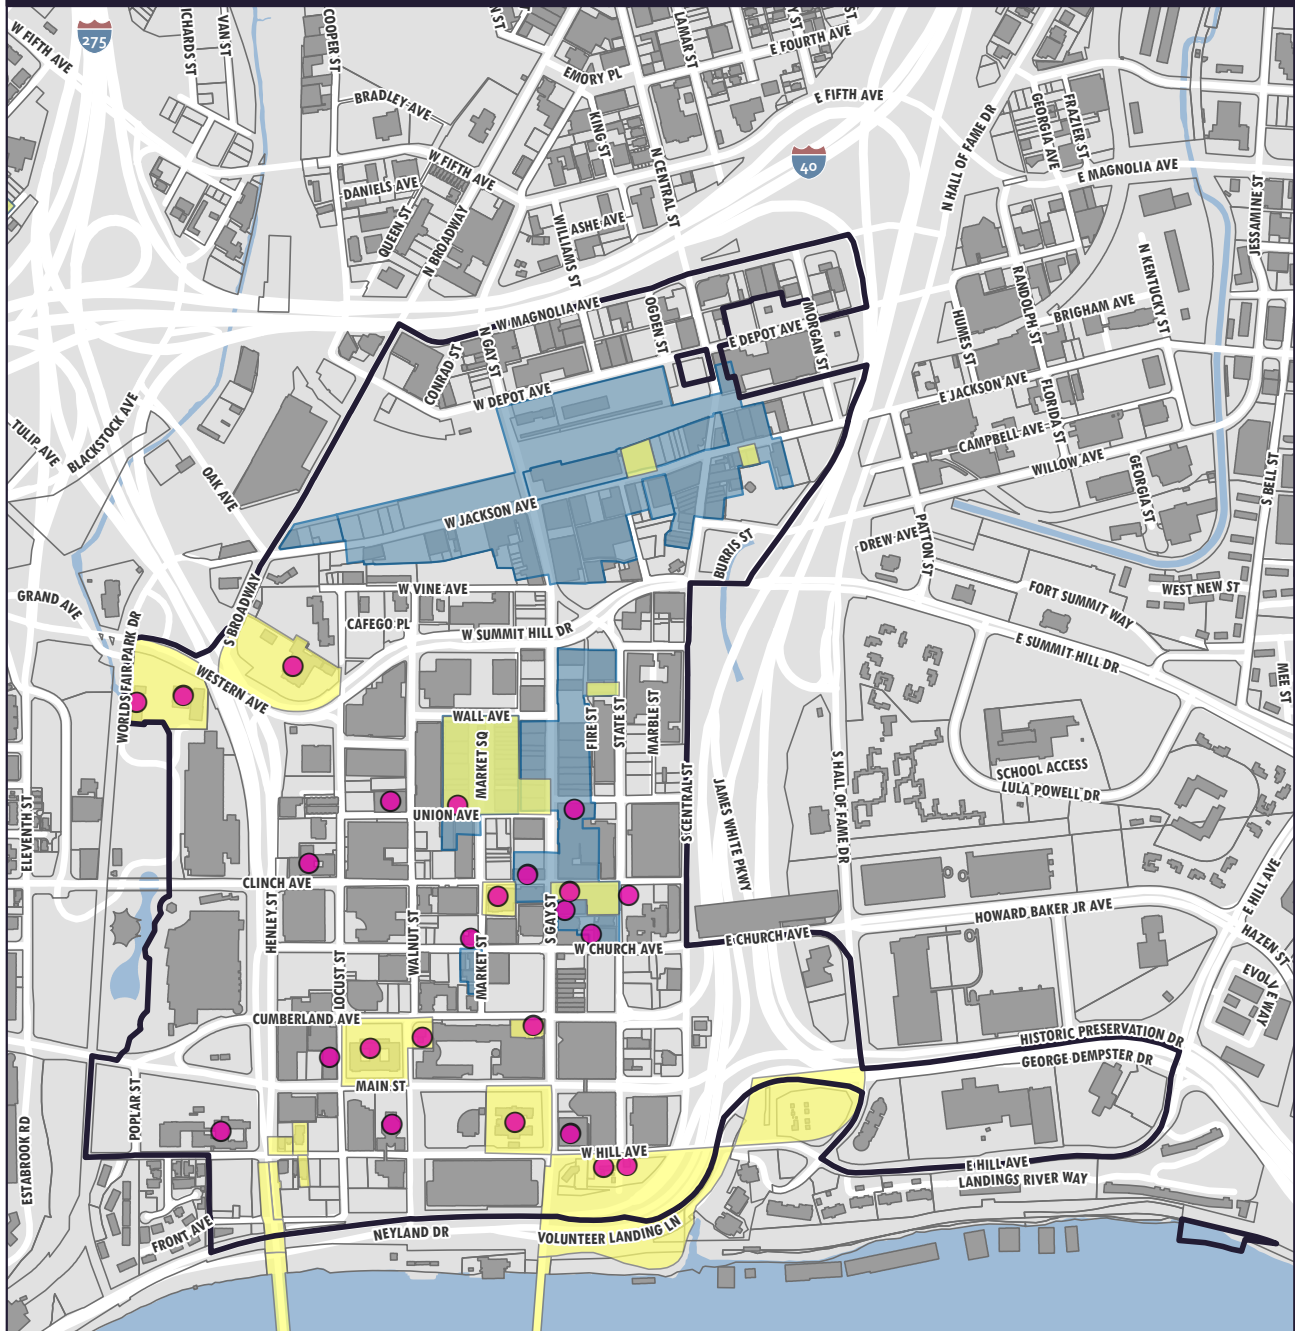 275
W FIFTH AVE
ICHARDS ST
VAN ST
COOPER ST
N ST
LAMAR ST
Y ST
ST
E FOURTH AVE
EMORY PL
BRADLEY AVE
KING ST
E FIFTH AVE
N HALL OF FAME DR
GEORGIA AVE
FRAZIER ST
40
W FIFTH AVE
N CENTRAL ST
E MAGNOLIA AVE
DANIELS AVE
QUEEN ST
N BROADWAY
WILLIAMS ST
ASHE AVE
JESSAMINE ST
N KENTUCKY ST
RANDOLPH ST
BRIGHAM AVE
HUMES ST
W MAGNOLIA AVE
OGDEN ST
MORGAN ST
E DEPOT AVE
N GAY ST
CONRAD ST
W DEPOT AVE
E JACKSON AVE
FLORIDA ST
CAMPBELL AVE
WILLOW AVE
GEORGIA ST
S BELL ST
TULIP AVE
BLACKSTOCK AVE
OAK AVE
W JACKSON AVE
PATTON ST
DREW AVE
BURRIS ST
WEST NEW ST
FORT SUMMIT WAY
E SUMMIT HILL DR
MEE ST
GRAND AVE
W VINE AVE
CAFEGO PL
W SUMMIT HILL DR
S BROADWAY
WORLDS FAIR PARK DR
WESTERN AVE
WALL AVE
MARKET SQ
FIRE ST
STATE ST
MARBLE ST
S CENTRAL ST
JAMES WHITE PKWY
S HALL OF FAME DR
SCHOOL ACCESS
LULA POWELL DR
UNION AVE
ELEVENTH ST
CLINCH AVE
HENLEY ST
E HILL AVE
HOWARD BAKER JR AVE
HAZEN ST
EVOLVE WAY
S GAY ST
E CHURCH AVE
W CHURCH AVE
WALNUT ST
LOCUST ST
MARKET ST
CUMBERLAND AVE
HISTORIC PRESERVATION DR
GEORGE DEMPSTER DR
MAIN ST
POPLAR ST
ESTABROOK RD
W HILL AVE
E HILL AVE
LANDINGS RIVER WAY
FRONT AVE
NEYLAND DR
VOLUNTEER LANDING LN